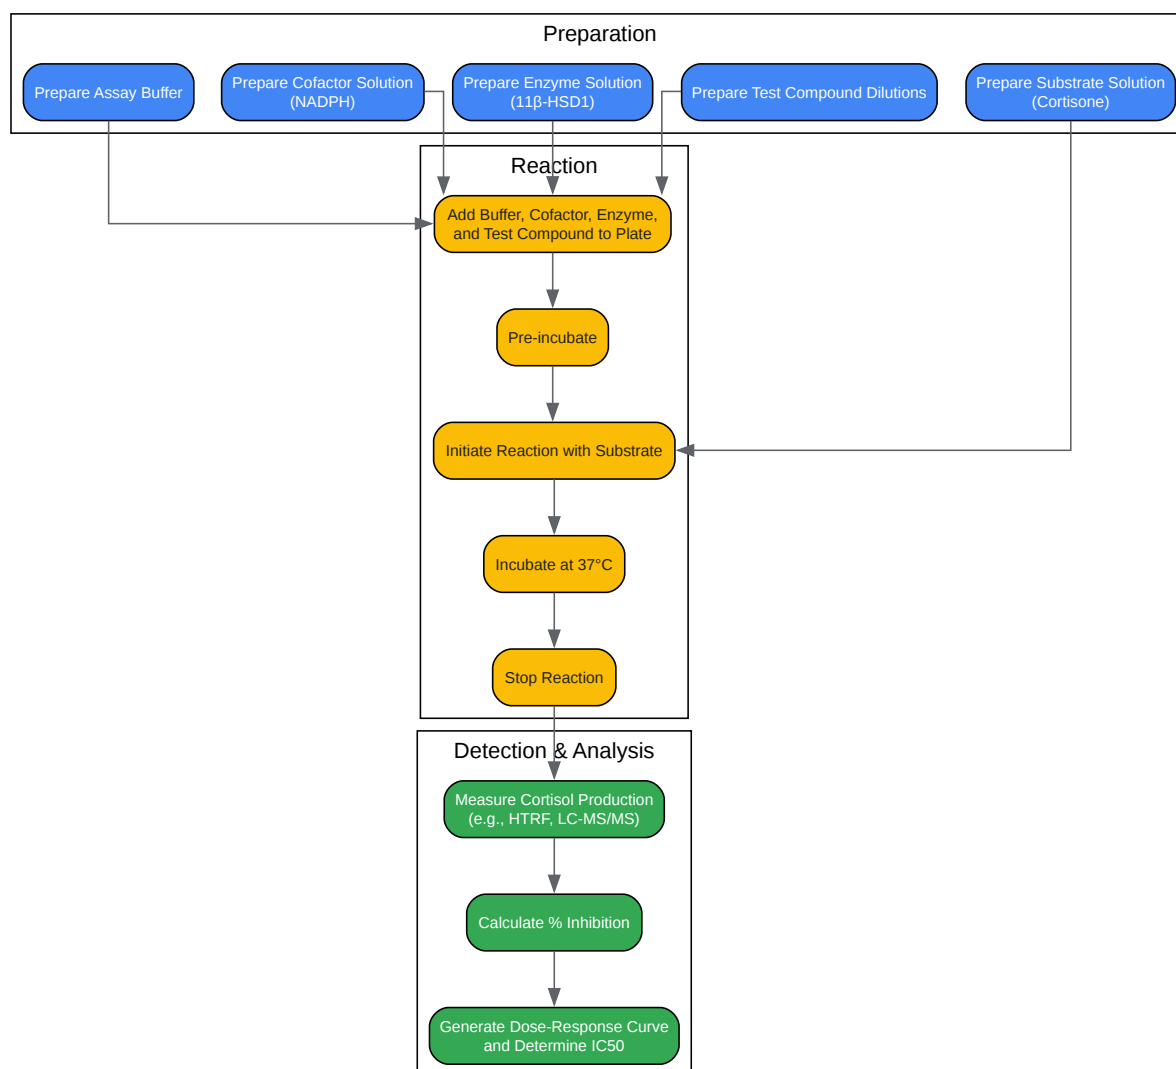 Preparation
Prepare Assay Buffer
Prepare Cofactor Solution
(NADPH)
Prepare Enzyme Solution
(11β-HSD1)
Prepare Test Compound Dilutions
Prepare Substrate Solution
(Cortisone)
Reaction
Add Buffer, Cofactor, Enzyme,
and Test Compound to Plate
Pre-incubate
Initiate Reaction with Substrate
Incubate at 37°C
Stop Reaction
Detection & Analysis
Measure Cortisol Production
(e.g., HTRF, LC-MS/MS)
Calculate % Inhibition
Generate Dose-Response Curve
and Determine IC50